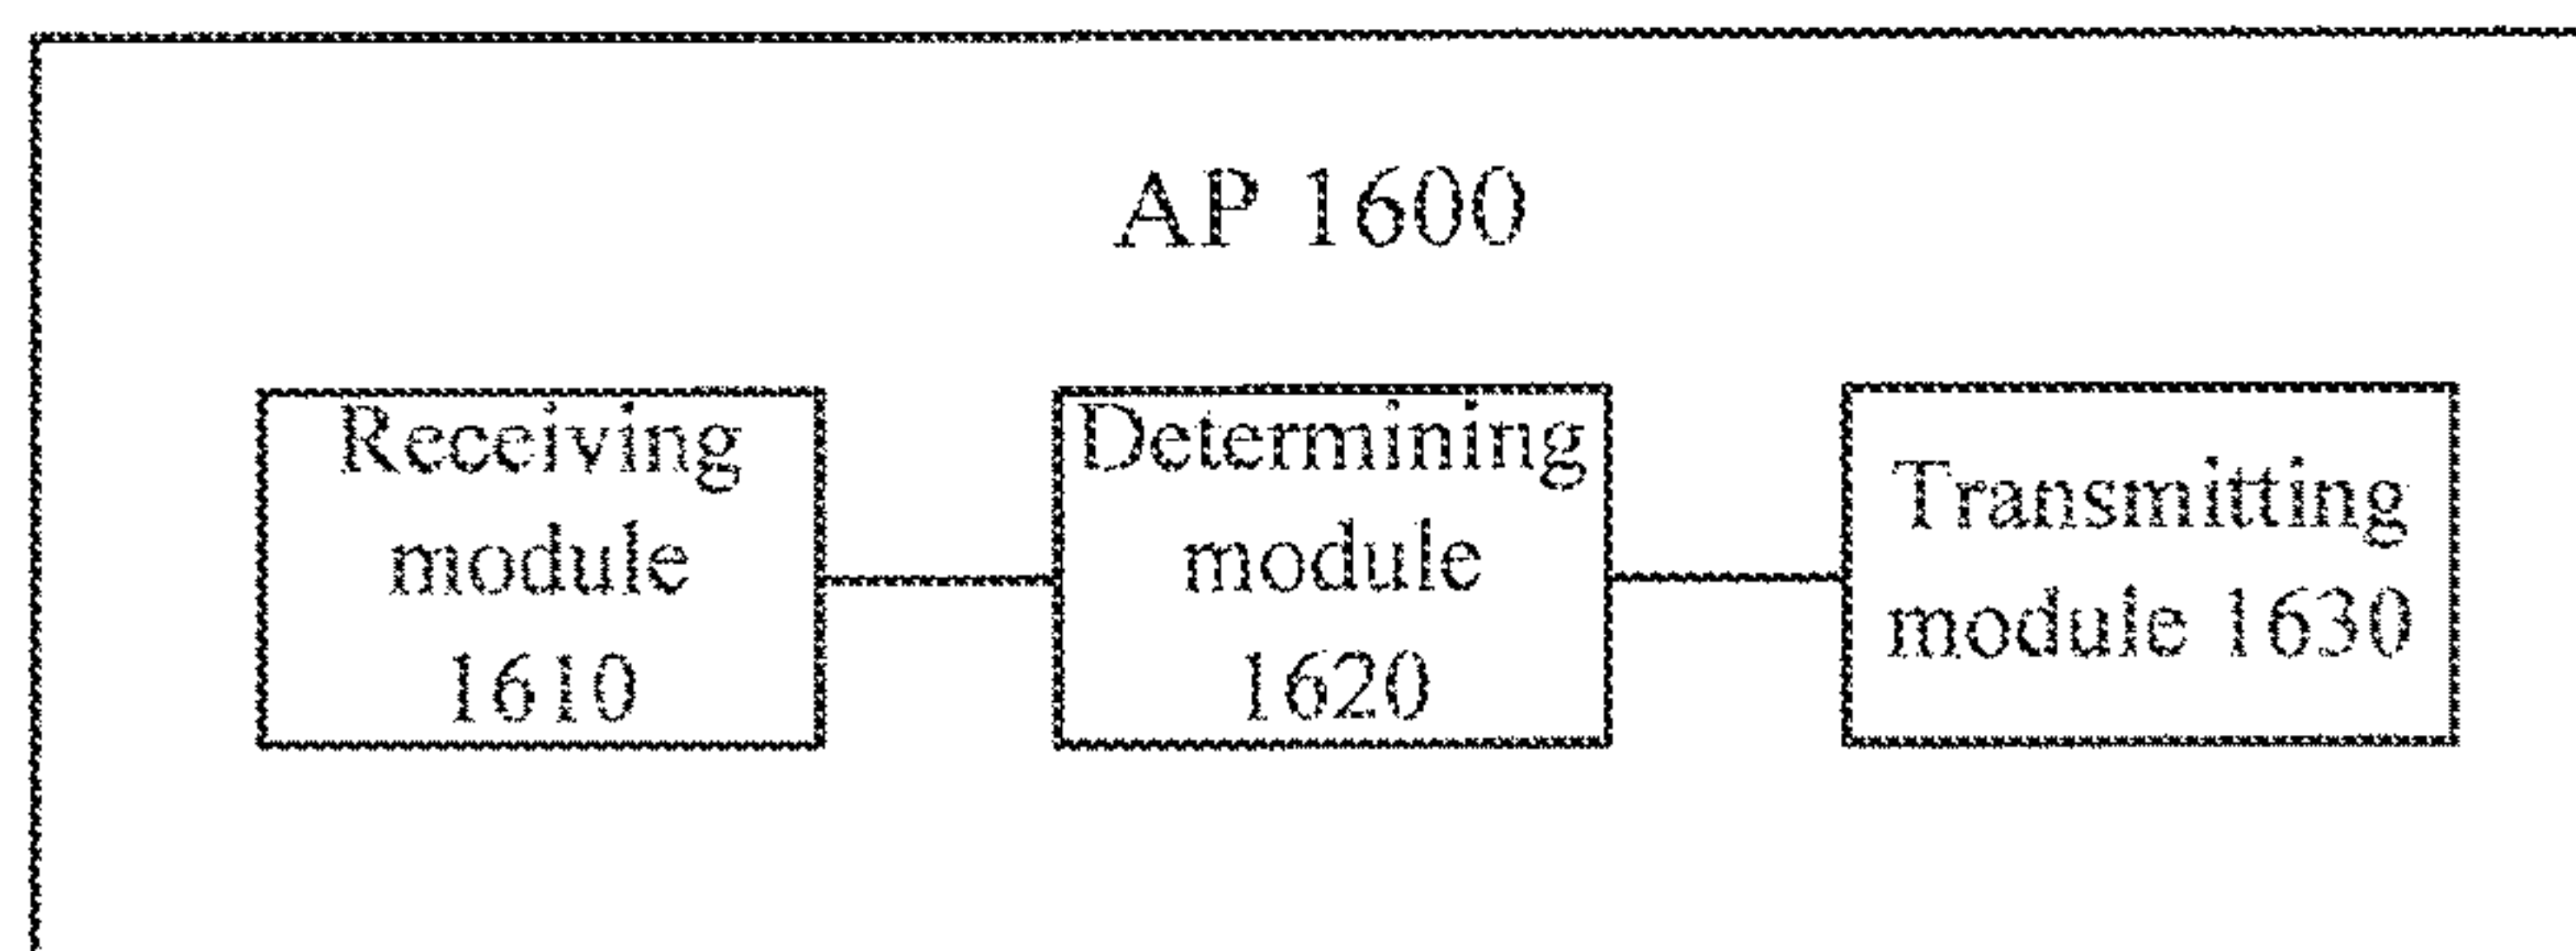 AP 1600
Receiving
module
1610
Determining
module
1620
Transmitting
module 1630